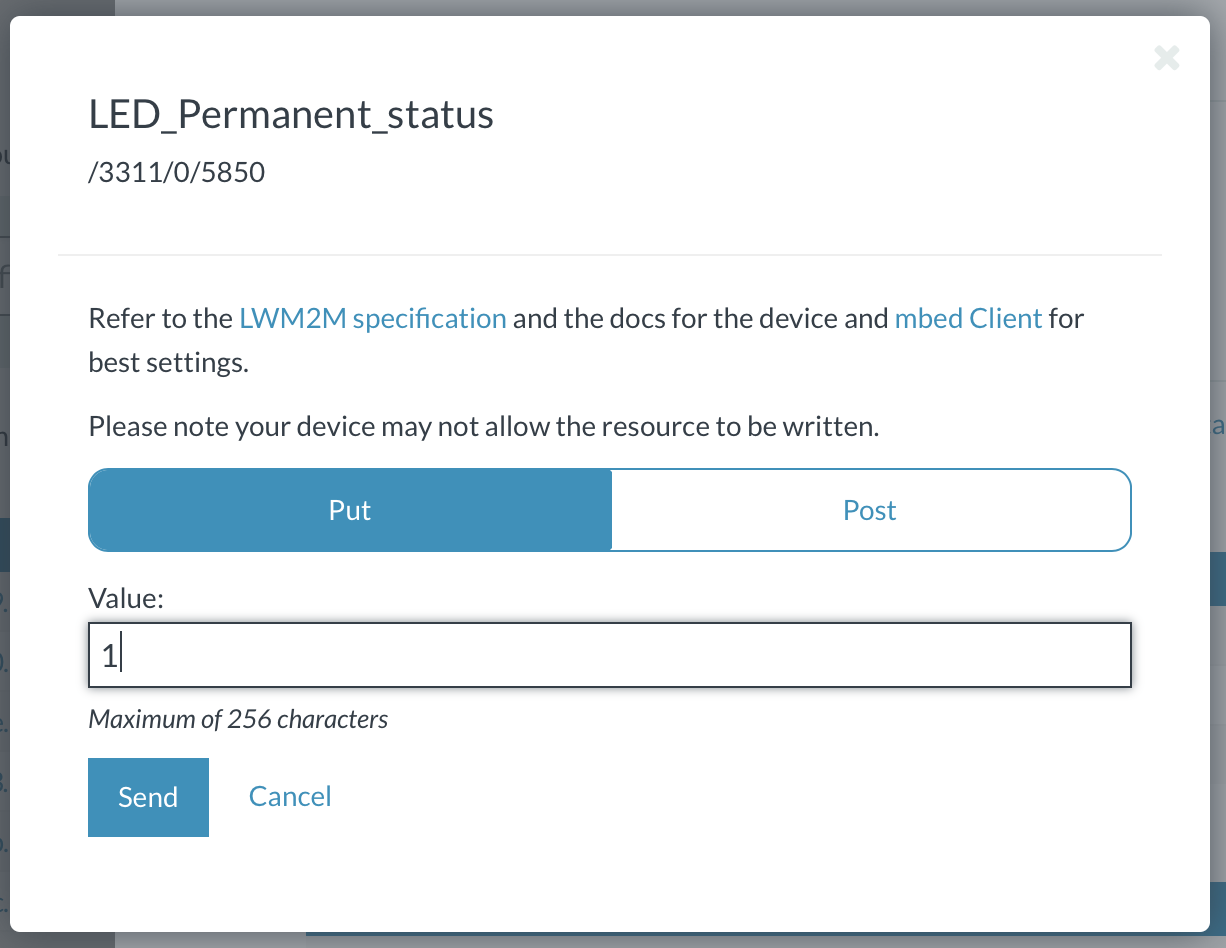 LED_Permanent_status
/3311/0/5850
Refer to the LWM2M specification and the docs for the device and mbed Client for
best settings.
Please note your device may not allow the resource to be written.
Put Post
Value:
1
Maximum of 256 characters
Send Cancel